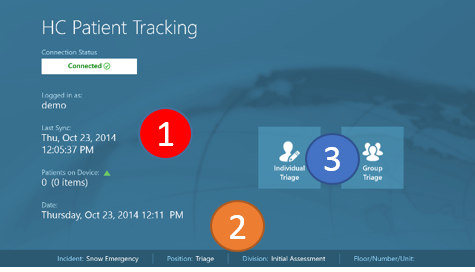 HC Patient Tracking
Connection Status
Connected
Logged in as:
demo
Last Sync:
Thu, Oct 23, 2014
12:05:37 PM
1
Patients on Device:
0 (0 items)
Date:
Thursday, Oct 23, 2014 12:11 PM
Individual
Triage
3
Group
Triage
2
Incident: Snow Emergency Position: Triage Division: Initial Assessment Floor/Number/Unit: